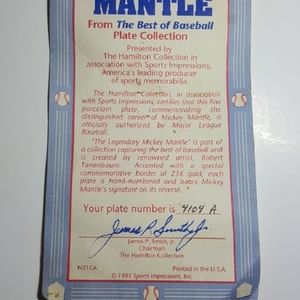 MANTLE
From The Best of Baseball
Plate Collection
Presented by
The Hamilton Collection in
association with Sports Impressions,
America's leading producer
of sports memorabilia.
The Hamilton Collection, in association
with Sports Impressions, certifies that this fine
porcelain plate, commemorating the
distinguished career of Mickey Mantle, is
officially authorized by Major League
Baseball.
"The Legendary Mickey Mantle" is part of
a collection capturing the best of baseball and
is created by renowned artist, Robert
Tanenbaum. Accented with a special
commemorative border of 23K gold, each
plate is hand-numbered and bears Mickey
Mantle's signature on its reverse.
Your plate number is 4104 A
James P. Smith, Jr.
James P. Smith, Jr.
Chairman
The Hamilton Collection
N71CA
Printed in the U.S.A.
©1993 Sports Impressions, Inc.